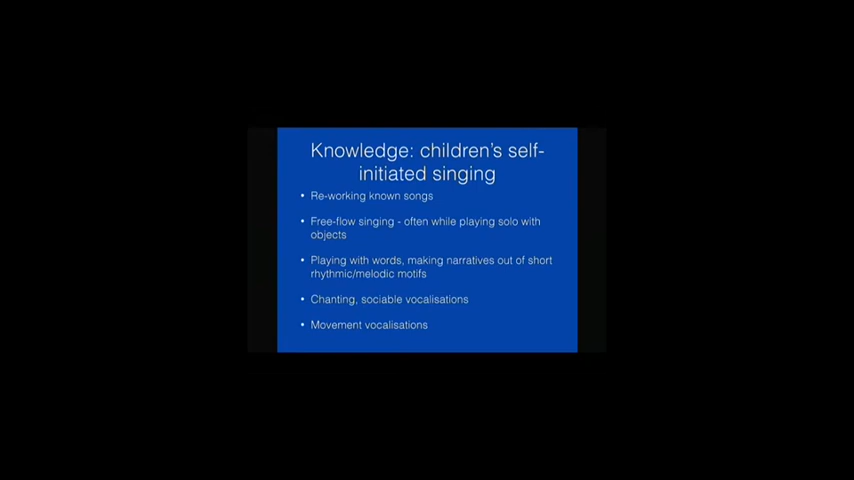 Knowledge: children's self-
initiated singing
• Re-working known songs
• Free-flow singing - often while playing solo with
objects
• Playing with words, making narratives out of short
rhythmic/melodic motifs
• Chanting, sociable vocalisations
• Movement vocalisations